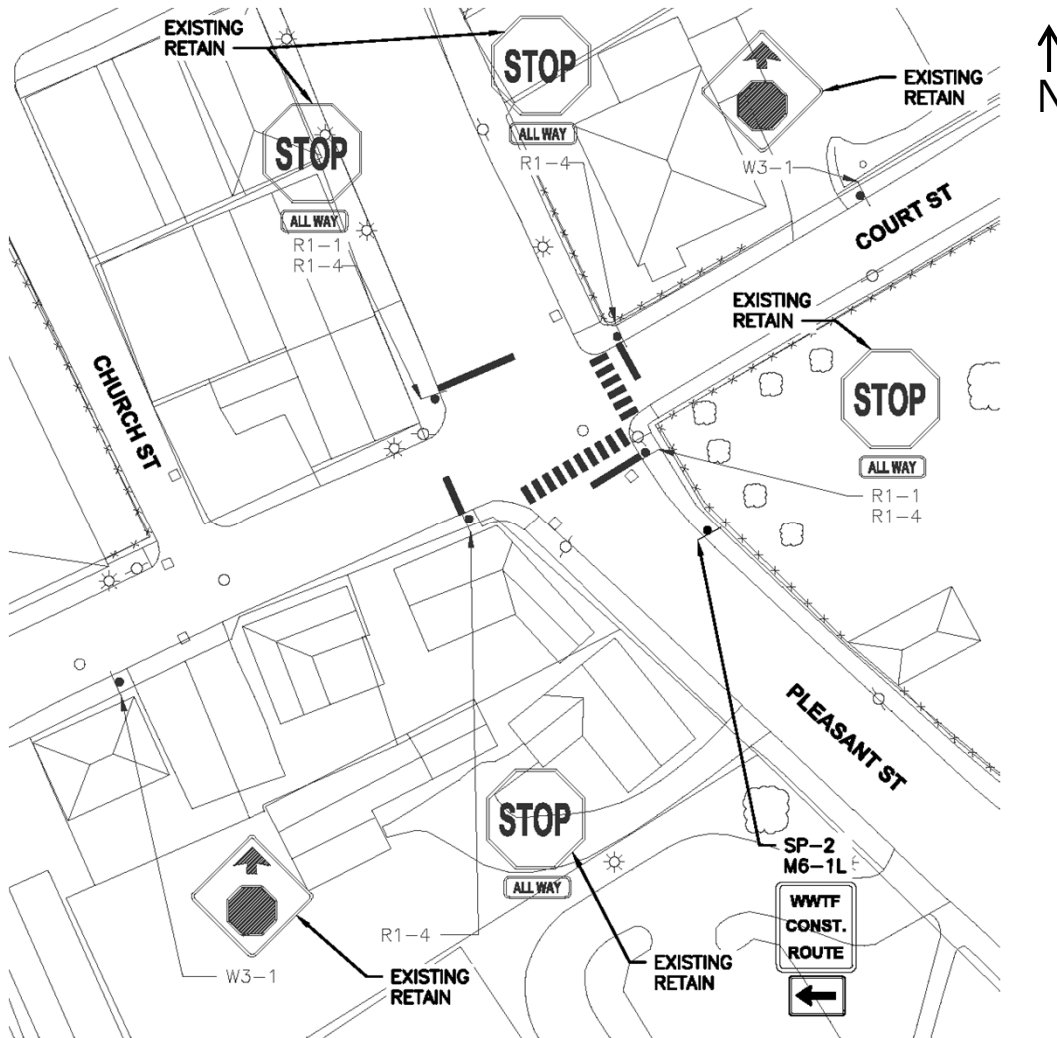 EXISTING
RETAIN
STOP
ALL WAY
R1-4
STOP
ALL WAY
R1-1
R1-4
EXISTING
RETAIN
W3-1
N
COURT ST
EXISTING
RETAIN
STOP
ALL WAY
R1-1
R1-4
CHURCH ST
PLEASANT ST
STOP
ALL WAY
R1-4
EXISTING
RETAIN
W3-1
EXISTING
RETAIN
SP-2
M6-1L
WWTF
CONST.
ROUTE